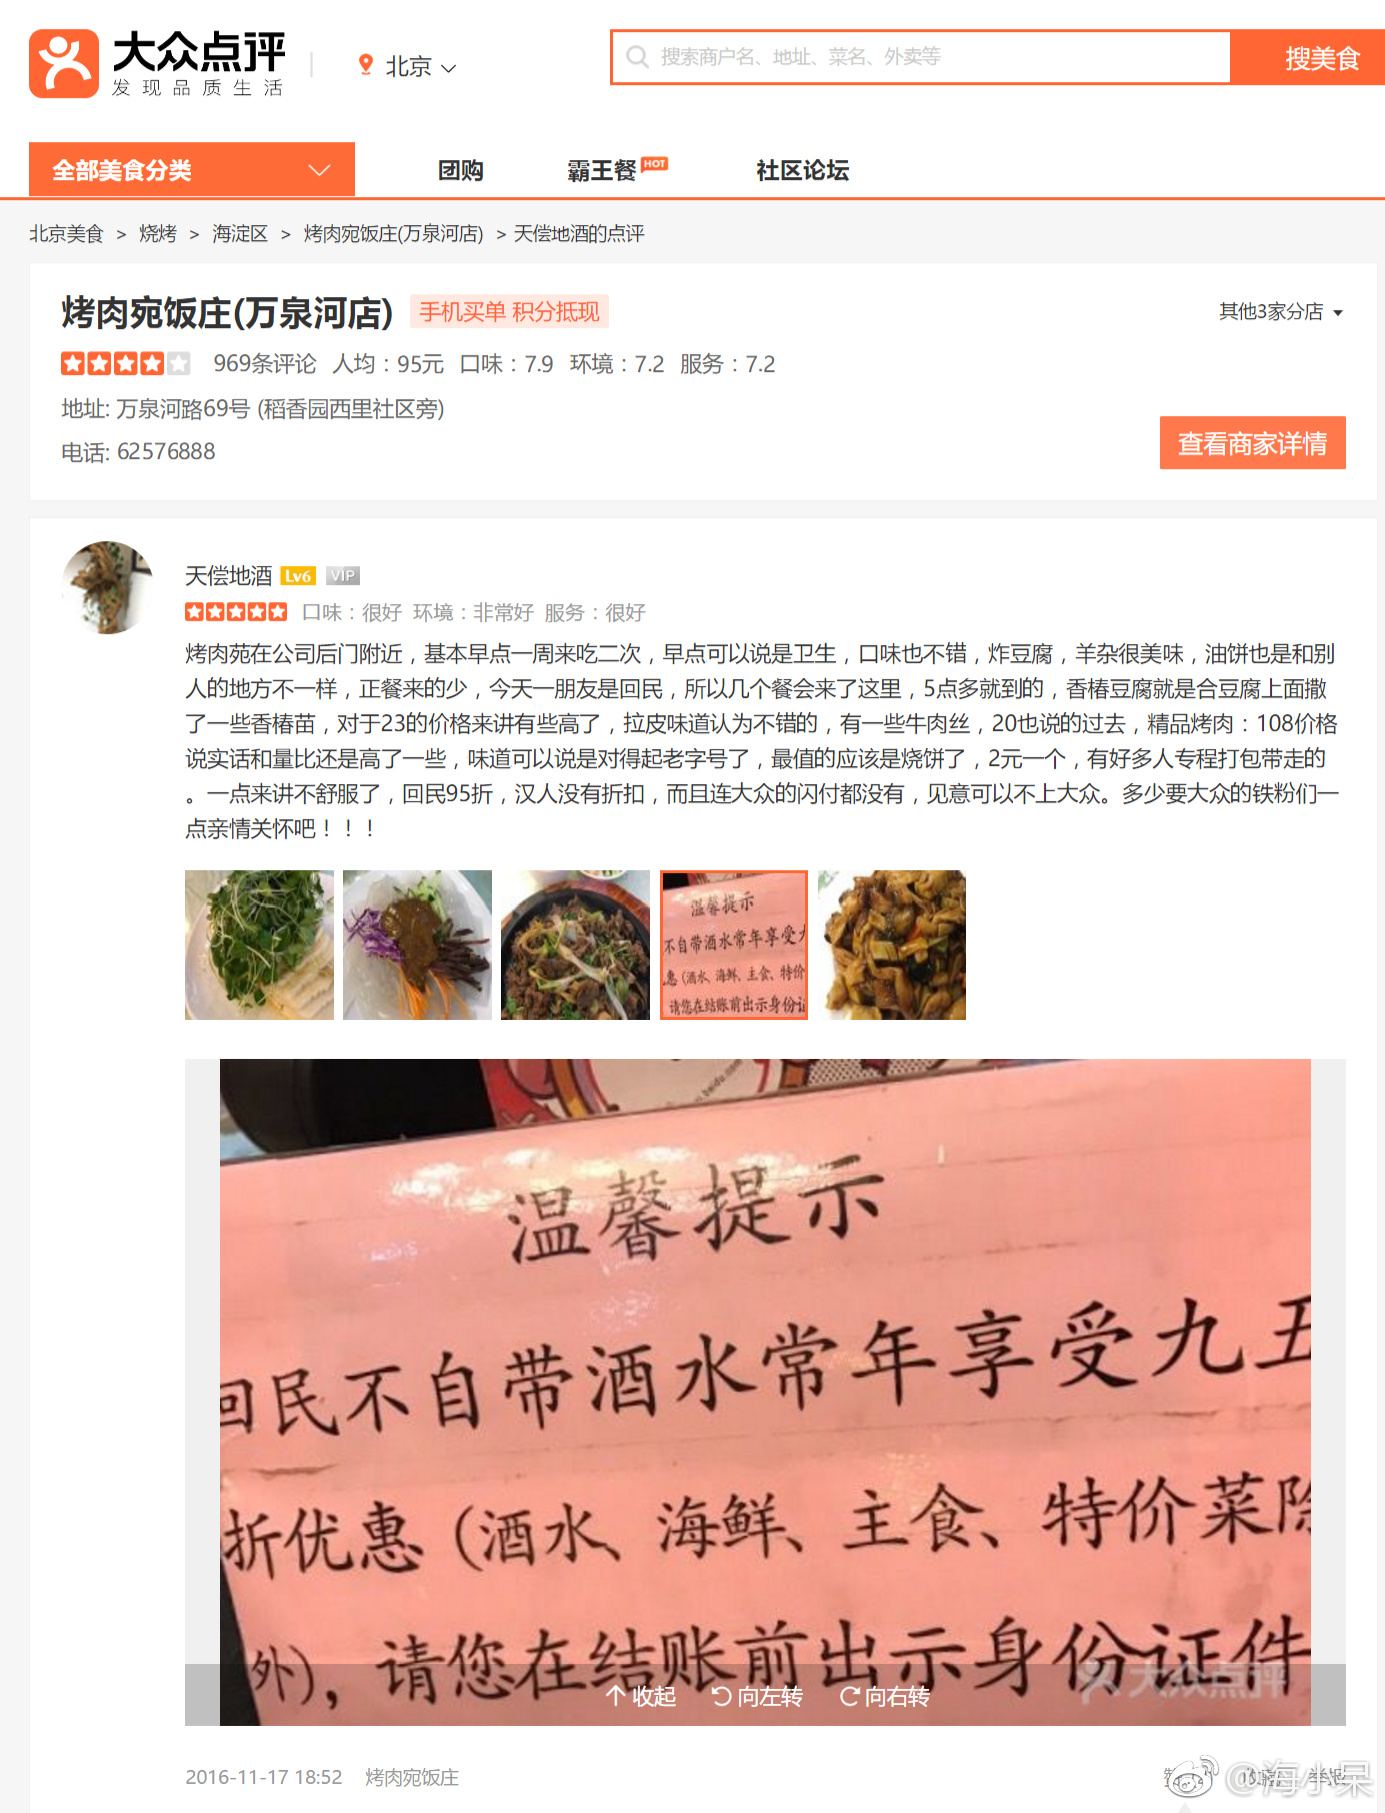 大众点评
发现品质生活
北京
搜索商户名、地址、菜名、外卖等
搜美食
全部美食分类
团购
霸王餐
HOT
社区论坛
北京美食 > 烧烤 > 海淀区 > 烤肉宛饭庄(万泉河店) > 天偿地酒的点评
烤肉宛饭庄(万泉河店)
手机买单 积分抵现
其他3家分店
969条评论 人均：95元 口味：7.9 环境：7.2 服务：7.2
地址: 万泉河路69号 (稻香园西里社区旁)
电话: 62576888
查看商家详情
天偿地酒 Lv6 VIP
口味：很好 环境：非常好 服务：很好
烤肉苑在公司后门附近，基本早点一周来吃二次，早点可以说是卫生，口味也不错，炸豆腐，羊杂很美味，油饼也是和别
人的地方不一样，正餐来的少，今天一朋友是回民，所以几个餐会来了这里，5点多就到的，香椿豆腐就是合豆腐上面撒
了一些香椿苗，对于23的价格来讲有些高了，拉皮味道认为不错的，有一些牛肉丝，20也说的过去，精品烤肉：108价格
说实话和量比还是高了一些，味道可以说是对得起老字号了，最值的应该是烧饼了，2元一个，有好多人专程打包带走的
。一点来讲不舒服了，回民95折，汉人没有折扣，而且连大众的闪付都没有，见意可以不上大众。多少要大众的铁粉们一
点亲情关怀吧！！！
温馨提示
不自带酒水常年享受九
惠（酒水、海鲜、主食、特价
请您在结账前出示身份证
温馨提示
回民不自带酒水常年享受九五
折优惠（酒水、海鲜、主食、特价菜除
外），请您在结账前出示身份证件
大众点评
收起 向左转 向右转
2016-11-17 18:52 烤肉宛饭庄
@海小呆